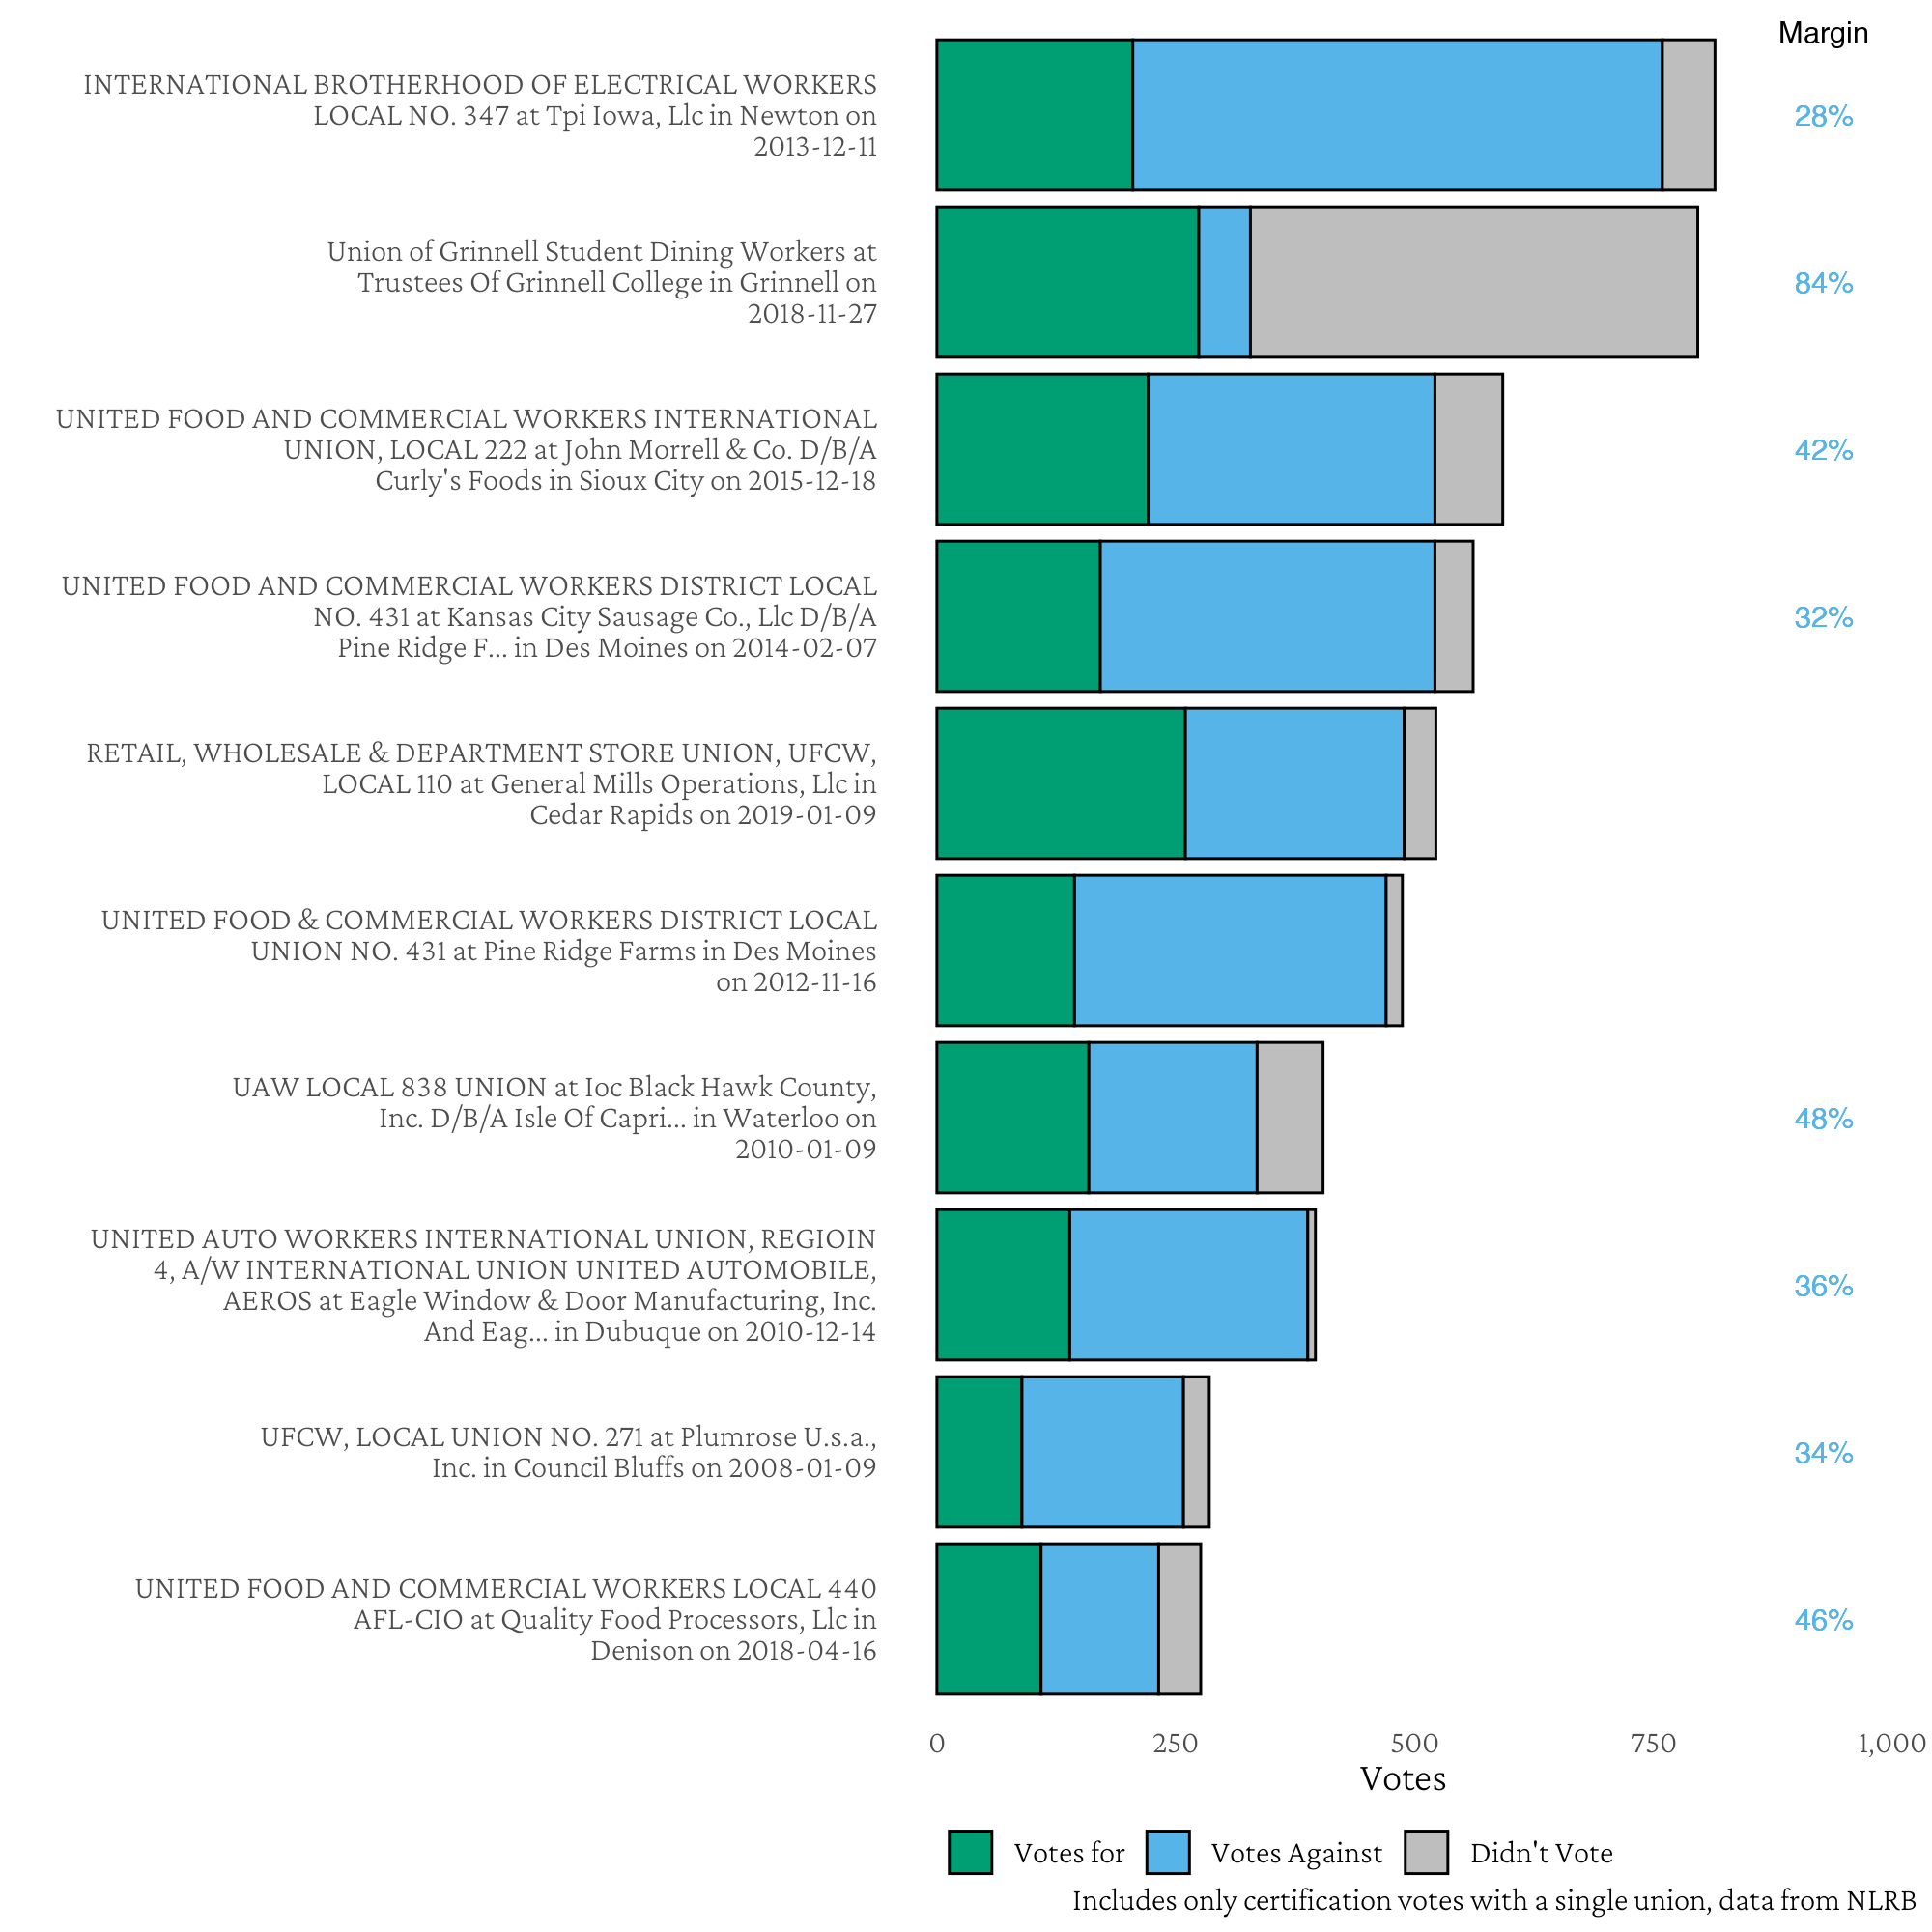 Margin
INTERNATIONAL BROTHERHOOD OF ELECTRICAL WORKERS
LOCAL NO. 347 at Tpi Iowa, Llc in Newton on
2013-12-11
28%
Union of Grinnell Student Dining Workers at
Trustees Of Grinnell College in Grinnell on
2018-11-27
84%
UNITED FOOD AND COMMERCIAL WORKERS INTERNATIONAL
UNION, LOCAL 222 at John Morrell & Co. D/B/A
Curly's Foods in Sioux City on 2015-12-18
42%
UNITED FOOD AND COMMERCIAL WORKERS DISTRICT LOCAL
NO. 431 at Kansas City Sausage Co., Llc D/B/A
Pine Ridge F... in Des Moines on 2014-02-07
32%
RETAIL, WHOLESALE & DEPARTMENT STORE UNION, UFCW,
LOCAL 110 at General Mills Operations, Llc in
Cedar Rapids on 2019-01-09
UNITED FOOD & COMMERCIAL WORKERS DISTRICT LOCAL
UNION NO. 431 at Pine Ridge Farms in Des Moines
on 2012-11-16
UAW LOCAL 838 UNION at Ioc Black Hawk County,
Inc. D/B/A Isle Of Capri... in Waterloo on
2010-01-09
48%
UNITED AUTO WORKERS INTERNATIONAL UNION, REGIOIN
4, A/W INTERNATIONAL UNION UNITED AUTOMOBILE,
AEROS at Eagle Window & Door Manufacturing, Inc.
And Eag... in Dubuque on 2010-12-14
36%
UFCW, LOCAL UNION NO. 271 at Plumrose U.s.a.,
Inc. in Council Bluffs on 2008-01-09
34%
UNITED FOOD AND COMMERCIAL WORKERS LOCAL 440
AFL-CIO at Quality Food Processors, Llc in
Denison on 2018-04-16
46%
0 250 500 750 1,000
Votes
Votes for Votes Against Didn't Vote
Includes only certification votes with a single union, data from NLRB